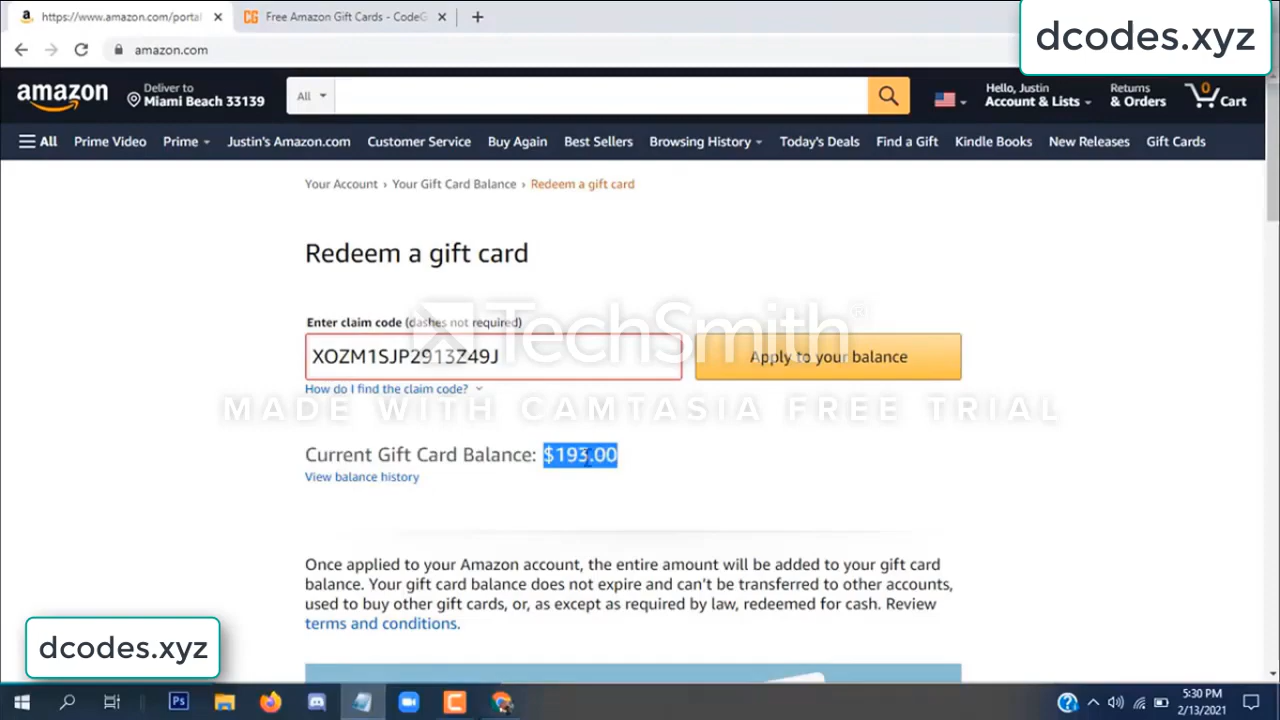 https://www.amazon.com/portal
Free Amazon Gift Cards - CodeG
amazon.com
dcodes.xyz
amazon
Deliver to
Miami Beach 33139
All
Hello, Justin
Account & Lists
Returns
& Orders
0
Cart
All
Prime Video
Prime
Justin's Amazon.com
Customer Service
Buy Again
Best Sellers
Browsing History
Today's Deals
Find a Gift
Kindle Books
New Releases
Gift Cards
Your Account › Your Gift Card Balance › Redeem a gift card
Redeem a gift card
Enter claim code (dashes not required)
XOZM1SJP2913Z49J
Apply to your balance
How do I find the claim code?
TechSmith®
MADE WITH CAMTASIA FREE TRIAL
Current Gift Card Balance: $193.00
View balance history
Once applied to your Amazon account, the entire amount will be added to your gift card
balance. Your gift card balance does not expire and can't be transferred to other accounts,
used to buy other gift cards, or, as except as required by law, redeemed for cash. Review
terms and conditions.
dcodes.xyz
Ps
5:30 PM
2/13/2021